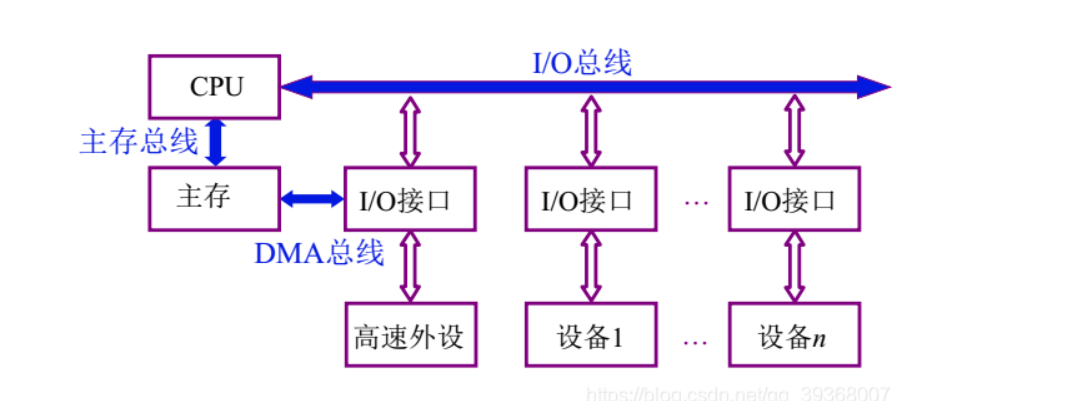 I/O总线
CPU
主存总线
主存
I/O接口
I/O接口
...
I/O接口
DMA总线
高速外设
设备1
...
设备n
https://blog.csdn.net/qq_39368007